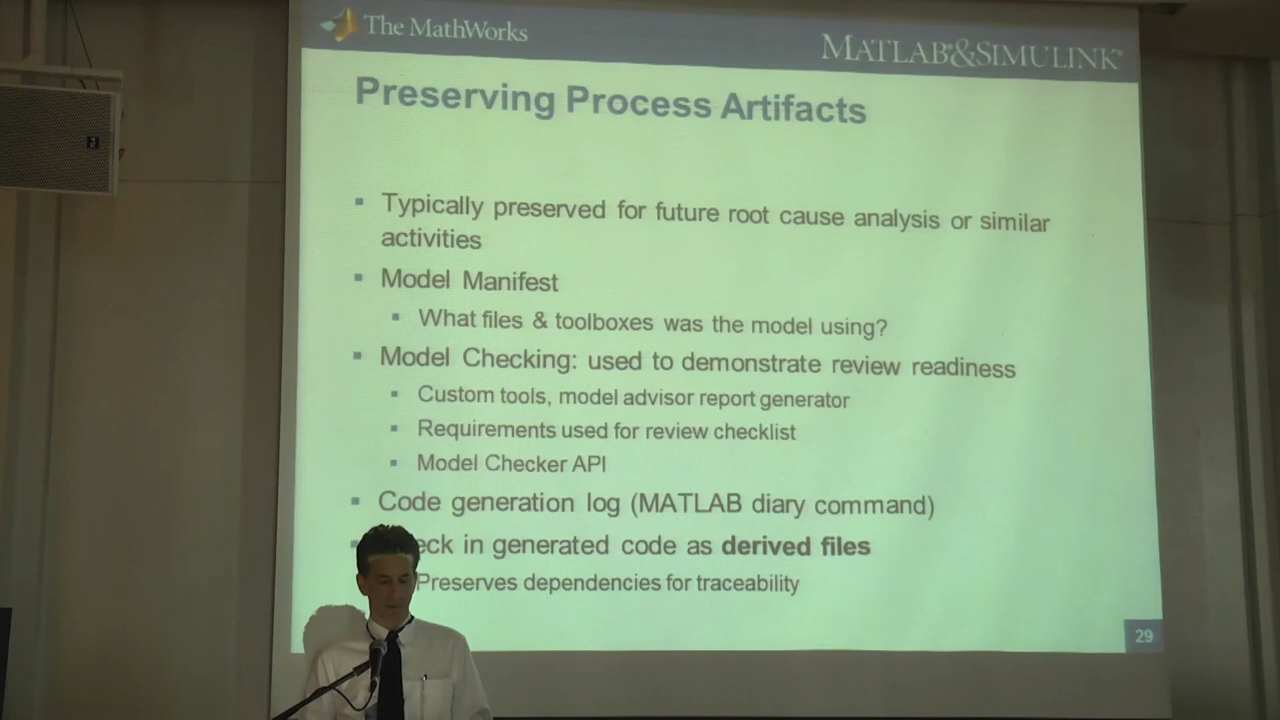 The MathWorks
MATLAB&SIMULINK®
Preserving Process Artifacts
Typically preserved for future root cause analysis or similar
activities
Model Manifest
What files & toolboxes was the model using?
Model Checking: used to demonstrate review readiness
Custom tools, model advisor report generator
Requirements used for review checklist
Model Checker API
Code generation log (MATLAB diary command)
in generated code as derived files
Preserves dependencies for traceability
29